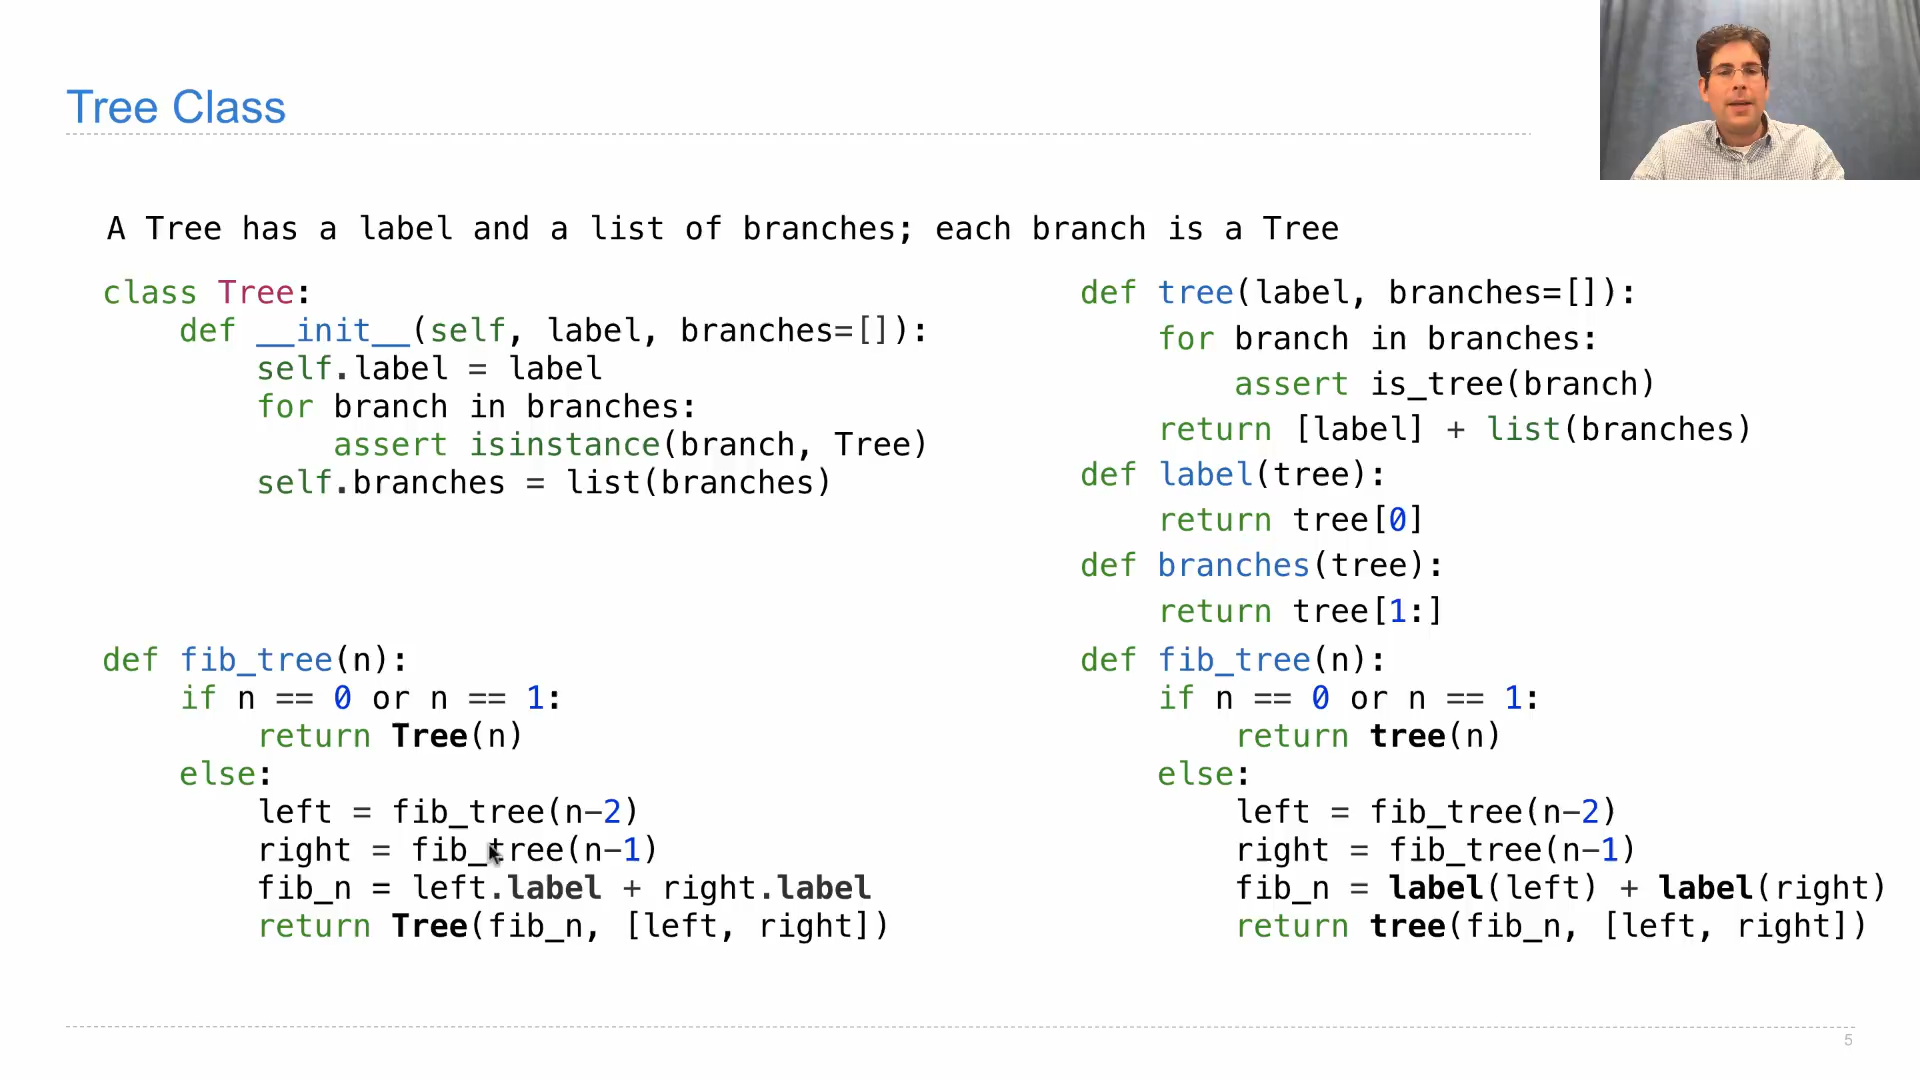 Tree Class
A Tree has a label and a list of branches; each branch is a Tree
class Tree:
    def __init__(self, label, branches=[]):
        self.label = label
        for branch in branches:
            assert isinstance(branch, Tree)
        self.branches = list(branches)
def fib_tree(n):
    if n == 0 or n == 1:
        return Tree(n)
    else:
        left = fib_tree(n-2)
        right = fib_tree(n-1)
        fib_n = left.label + right.label
        return Tree(fib_n, [left, right])
def tree(label, branches=[]):
    for branch in branches:
        assert is_tree(branch)
    return [label] + list(branches)
def label(tree):
    return tree[0]
def branches(tree):
    return tree[1:]
def fib_tree(n):
    if n == 0 or n == 1:
        return tree(n)
    else:
        left = fib_tree(n-2)
        right = fib_tree(n-1)
        fib_n = label(left) + label(right)
        return tree(fib_n, [left, right])
5